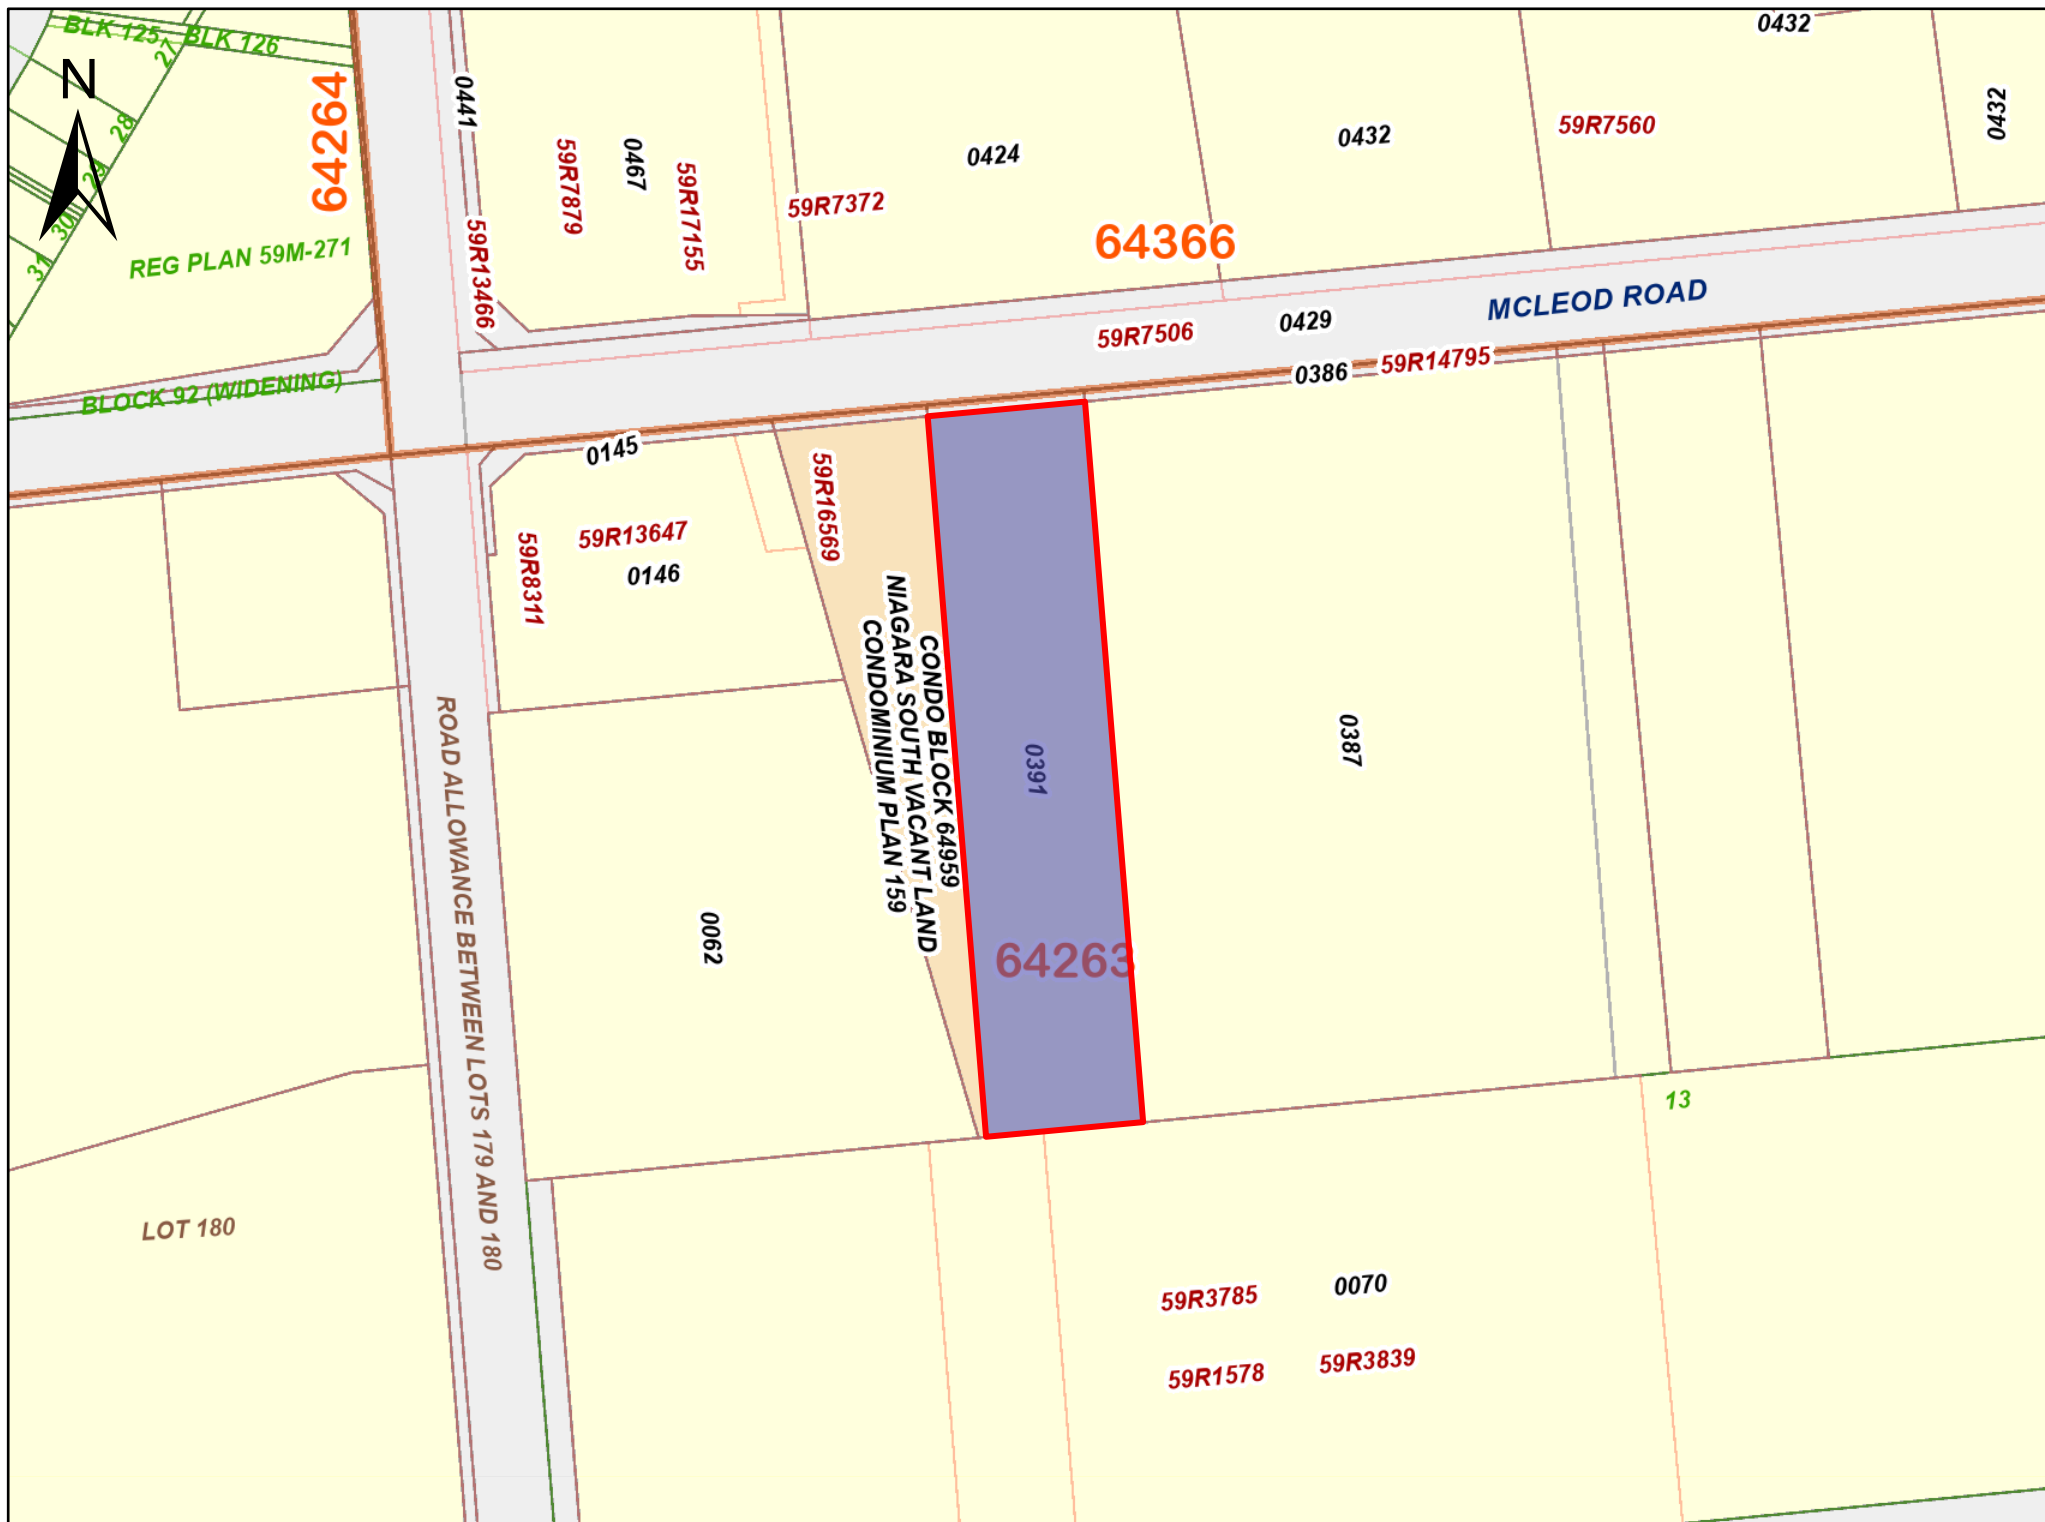 BLK 125
BLK 126
27
0432
N
64264
0441
28
0432
59R7560
0432
0424
0467
59R7879
59R17155
59R7372
29
30
31
REG PLAN 59M-271
59R13466
64366
MCLEOD ROAD
0429
59R7506
59R14795
0386
BLOCK 92 (WIDENING)
0145
59R16569
59R13647
0146
59R8311
CONDO BLOCK 64959
NIAGARA SOUTH VACANT LAND
CONDOMINIUM PLAN 159
0391
0387
ROAD ALLOWANCE BETWEEN LOTS 179 AND 180
0062
64263
13
LOT 180
59R3785
0070
59R1578
59R3839